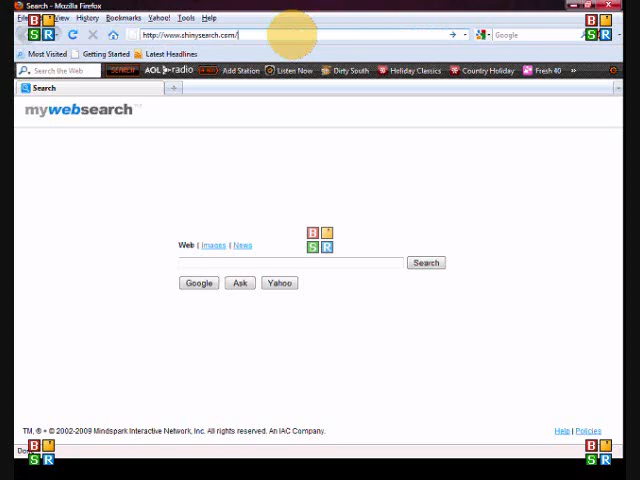 Search - Mozilla Firefox
View History Bookmarks Yahoo! Tools Help
http://www.shinysearch.com/ Google
Most Visited Getting Started Latest Headlines
Search the Web SEARCH AOL radio Add Station Listen Now Dirty South Holiday Classics Country Holiday Fresh 40 »
Search
mywebsearch™
B
S R
Web | Images | News
Search
Google Ask Yahoo
TM, ® + © 2002-2009 Mindspark Interactive Network, Inc. All rights reserved. An IAC Company. Help | Policies
B
S R
B
S R